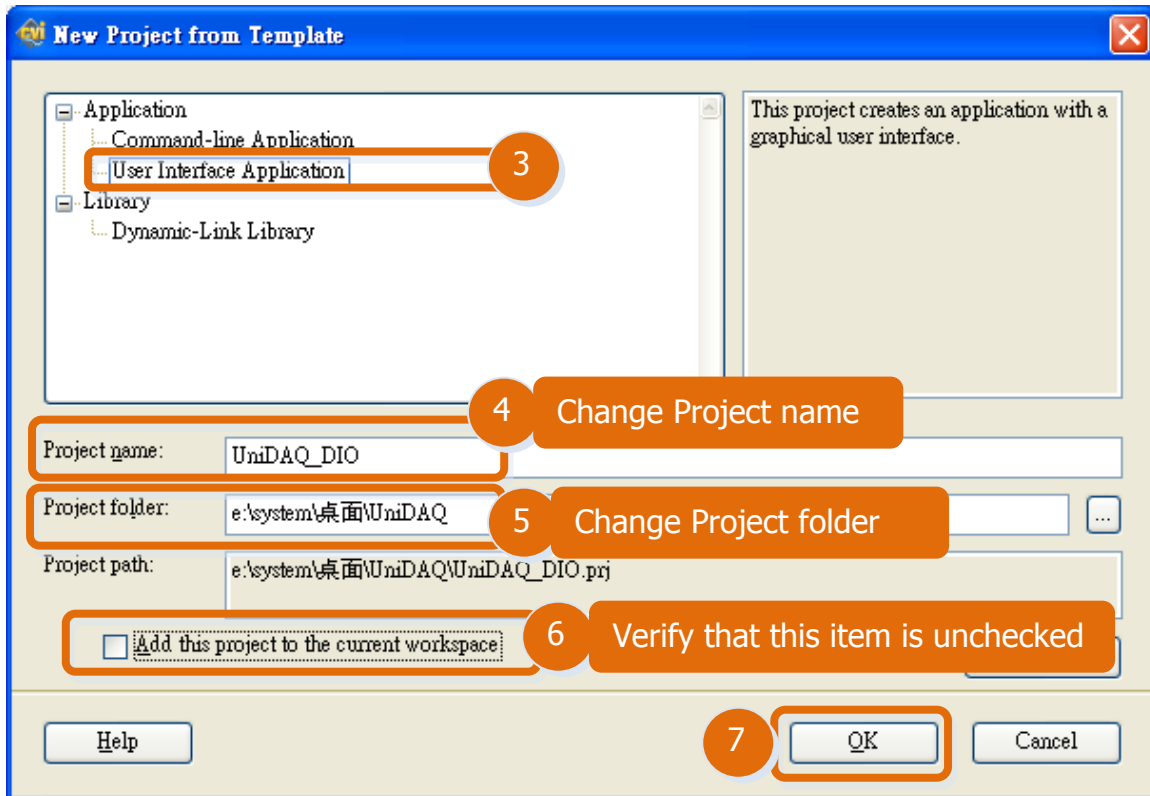 cvi New Project from Template
Application
Command-line Application
User Interface Application
3
Library
Dynamic-Link Library
This project creates an application with a
graphical user interface.
4 Change Project name
Project name:
UniDAQ_DIO
Project folder:
e:\system\桌面\UniDAQ
5 Change Project folder
...
Project path:
e:\system\桌面\UniDAQ\UniDAQ_DIO.prj
Add this project to the current workspace
6 Verify that this item is unchecked
Help
7
OK
Cancel